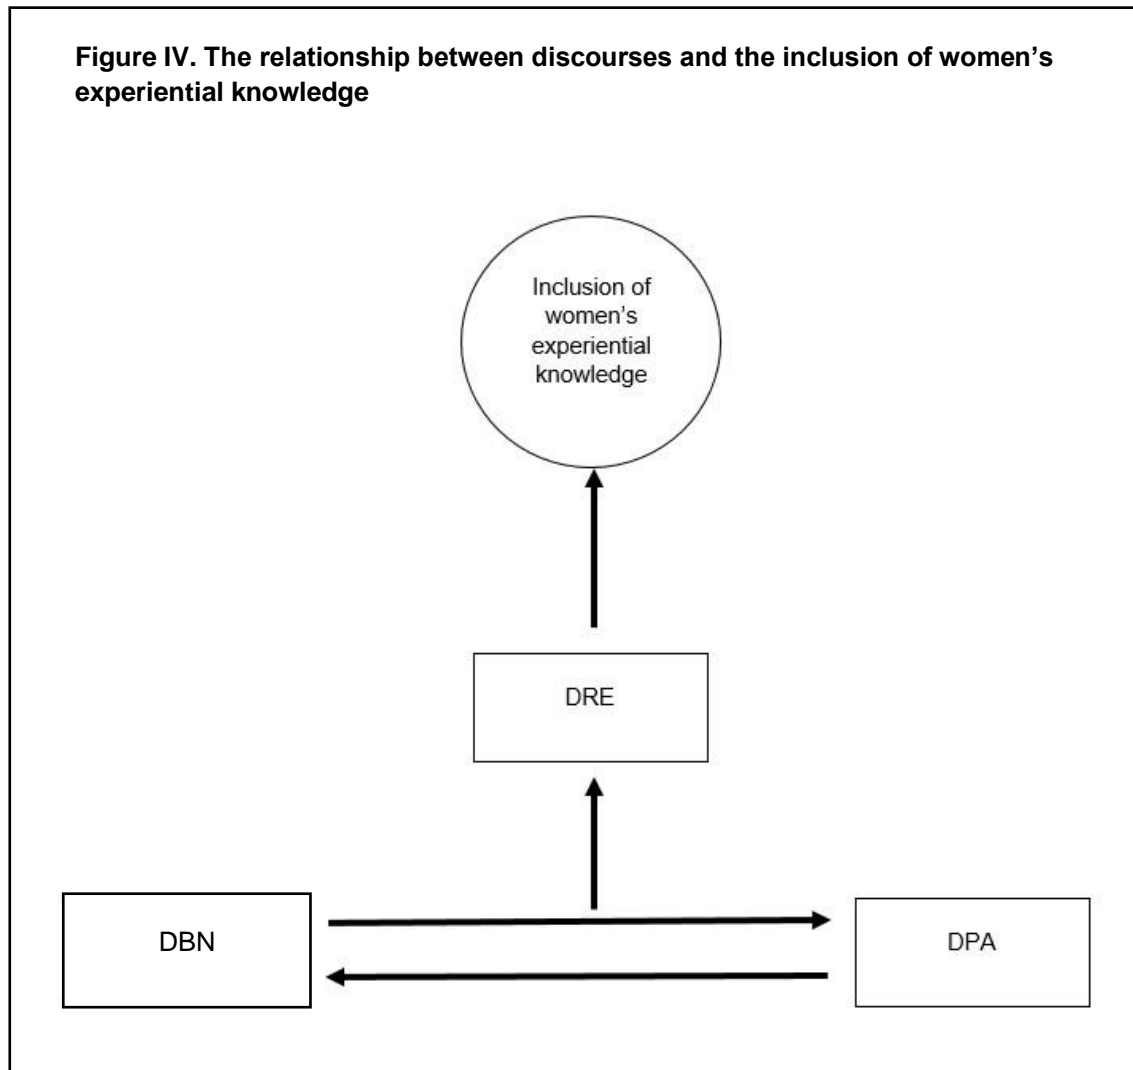 Figure IV. The relationship between discourses and the inclusion of women’s
experiential knowledge
Inclusion of
women’s
experiential
knowledge
DRE
DBN
DPA